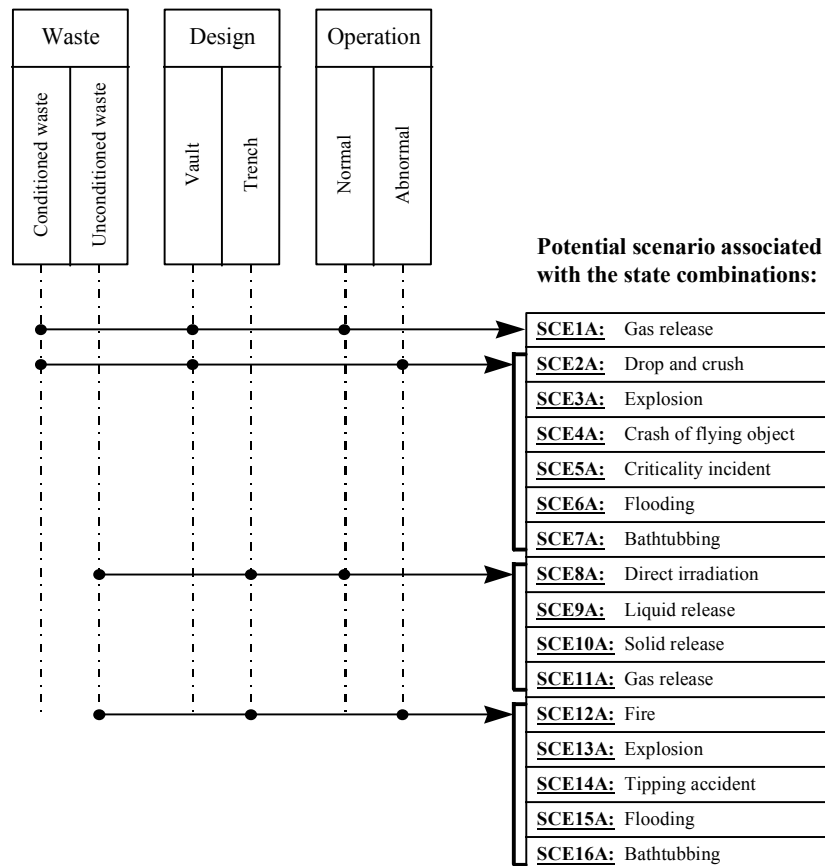 Waste
Design
Operation
Conditioned waste
Unconditioned waste
Vault
Trench
Normal
Abnormal
Potential scenario associated
with the state combinations:
SCE1A: Gas release
SCE2A: Drop and crush
SCE3A: Explosion
SCE4A: Crash of flying object
SCE5A: Criticality incident
SCE6A: Flooding
SCE7A: Bathtubbing
SCE8A: Direct irradiation
SCE9A: Liquid release
SCE10A: Solid release
SCE11A: Gas release
SCE12A: Fire
SCE13A: Explosion
SCE14A: Tipping accident
SCE15A: Flooding
SCE16A: Bathtubbing